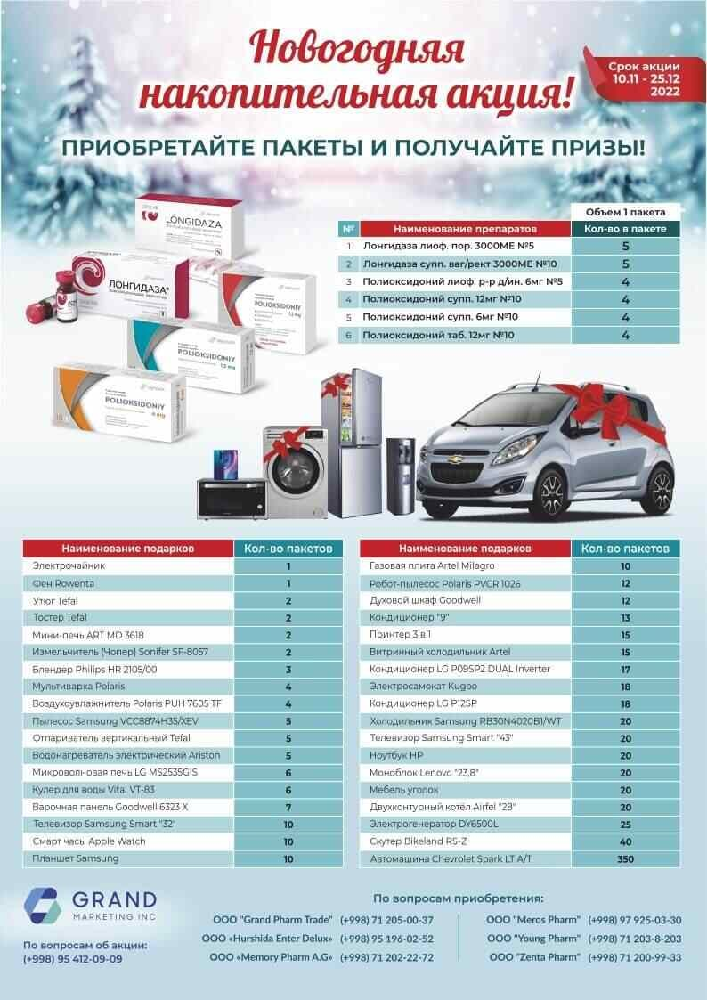 Новогодняя
накопительная акция!
Срок акции
10.11 - 25.12
2022
ПРИОБРЕТАЙТЕ ПАКЕТЫ И ПОЛУЧАЙТЕ ПРИЗЫ!
LONGIDAZA
ЛОНГИДАЗА®
POLIOKSIDONIY
12 mg
POLIOKSIDONIY
12 mg
POLIOKSIDONIY
6 mg
Объем 1 пакета
№ Наименование препаратов Кол-во в пакете
1 Лонгидаза лиоф. пор. 3000МЕ №5 5
2 Лонгидаза супп. ваг/рект 3000МЕ №10 5
3 Полиоксидоний лиоф. р-р д/ин. 6мг №5 4
4 Полиоксидоний супп. 12мг №10 4
5 Полиоксидоний супп. 6мг №10 4
6 Полиоксидоний таб. 12мг №10 4
Наименование подарков Кол-во пакетов
Электрочайник 1
Фен Rowenta 1
Утюг Tefal 2
Тостер Tefal 2
Мини-печь ART MD 3618 2
Измельчитель (Чопер) Sonifer SF-8057 2
Блендер Philips HR 2105/00 3
Мультиварка Polaris 4
Воздухоувлажнитель Polaris PUH 7605 TF 4
Пылесос Samsung VCC8874H35/XEV 5
Отпариватель вертикальный Tefal 5
Водонагреватель электрический Ariston 5
Микроволновая печь LG MS2535GIS 6
Кулер для воды Vital VT-83 6
Варочная панель Goodwell 6323 X 7
Телевизор Samsung Smart "32" 10
Смарт часы Apple Watch 10
Планшет Samsung 10
Наименование подарков Кол-во пакетов
Газовая плита Artel Milagro 10
Робот-пылесос Polaris PVCR 1026 12
Духовой шкаф Goodwell 12
Кондиционер "9" 13
Принтер 3 в 1 15
Витринный холодильник Artel 15
Кондиционер LG P09SP2 DUAL Inverter 17
Электросамокат Kugoo 18
Кондиционер LG P12SP 18
Холодильник Samsung RB30N4020B1/WT 20
Телевизор Samsung Smart "43" 20
Ноутбук HP 20
Моноблок Lenovo "23,8" 20
Мебель уголок 20
Двухконтурный котёл Airfel "28" 20
Электрогенератор DY6500L 25
Скутер Bikeland RS-Z 40
Автомашина Chevrolet Spark LT A/T 350
GRAND
MARKETING INC
По вопросам об акции:
(+998) 95 412-09-09
По вопросам приобретения:
ООО "Grand Pharm Trade" (+998) 71 205-00-37
ООО «Hurshida Enter Delux» (+998) 95 196-02-52
ООО «Memory Pharm A.G» (+998) 71 202-22-72
ООО "Meros Pharm" (+998) 97 925-03-30
ООО "Young Pharm" (+998) 71 203-8-203
ООО "Zenta Pharm" (+998) 71 200-99-33